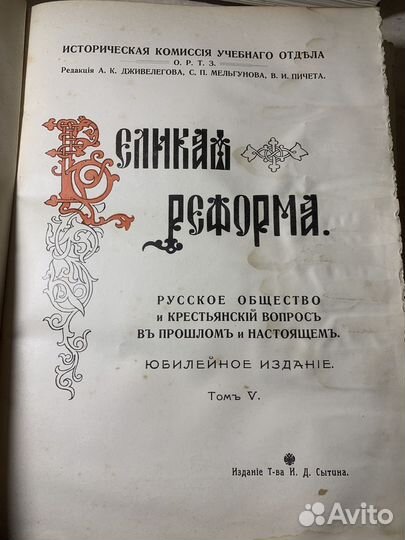 ИСТОРИЧЕСКАЯ КОМИССІЯ УЧЕБНАГО ОТДѢЛА
О. Р. Т. З.
Редакція А. К. ДЖИВЕЛЕГОВА, С. П. МЕЛЬГУНОВА, В. И. ПИЧЕТА.
ВЕЛИКАЯ
РЕФОРМА.
РУССКОЕ ОБЩЕСТВО
и КРЕСТЬЯНСКІЙ ВОПРОСЪ
ВЪ ПРОШЛОМЪ и НАСТОЯЩЕМЪ.
ЮБИЛЕЙНОЕ ИЗДАНІЕ.
Томъ V.
Изданіе Т-ва И. Д. Сытина.
Avito